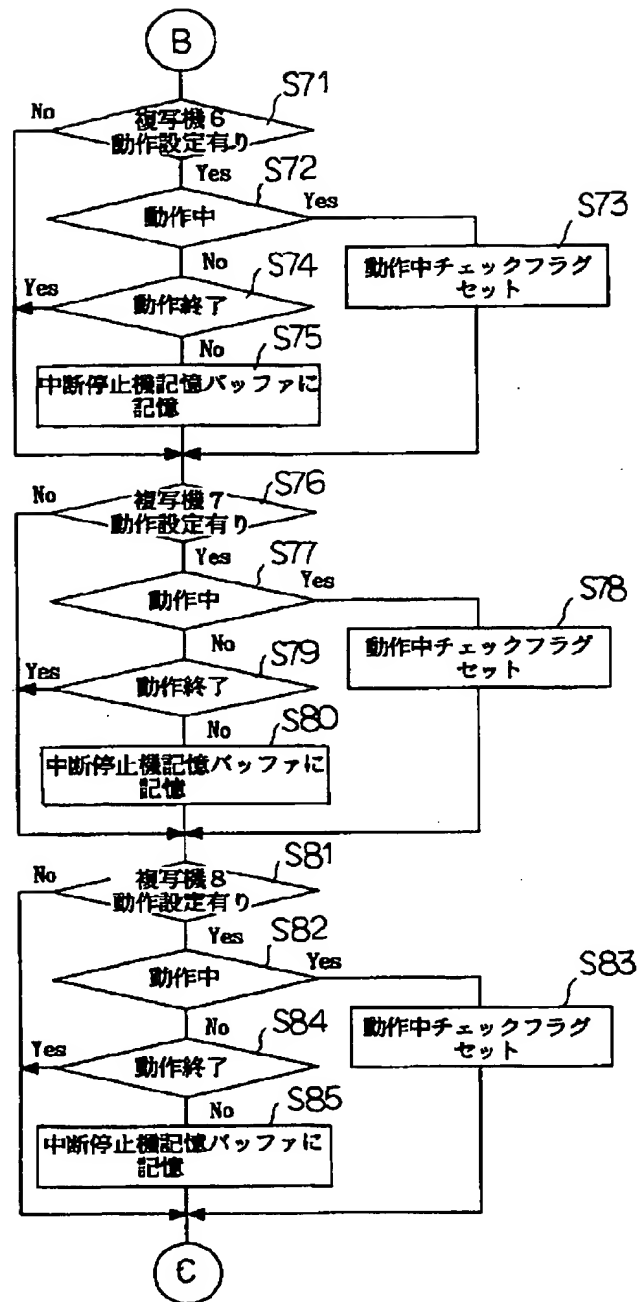 B
S71
No
複写機6
動作設定有り
Yes
S72
Yes
動作中
S73
動作中チェックフラグ
セット
No
S74
Yes
動作終了
No
S75
中断停止機記憶バッファに
記憶
S76
No
複写機7
動作設定有り
Yes
S77
Yes
動作中
S78
動作中チェックフラグ
セット
No
S79
Yes
動作終了
No
S80
中断停止機記憶バッファに
記憶
S81
No
複写機8
動作設定有り
Yes
S82
Yes
動作中
S83
動作中チェックフラグ
セット
No
S84
Yes
動作終了
No
S85
中断停止機記憶バッファに
記憶
C